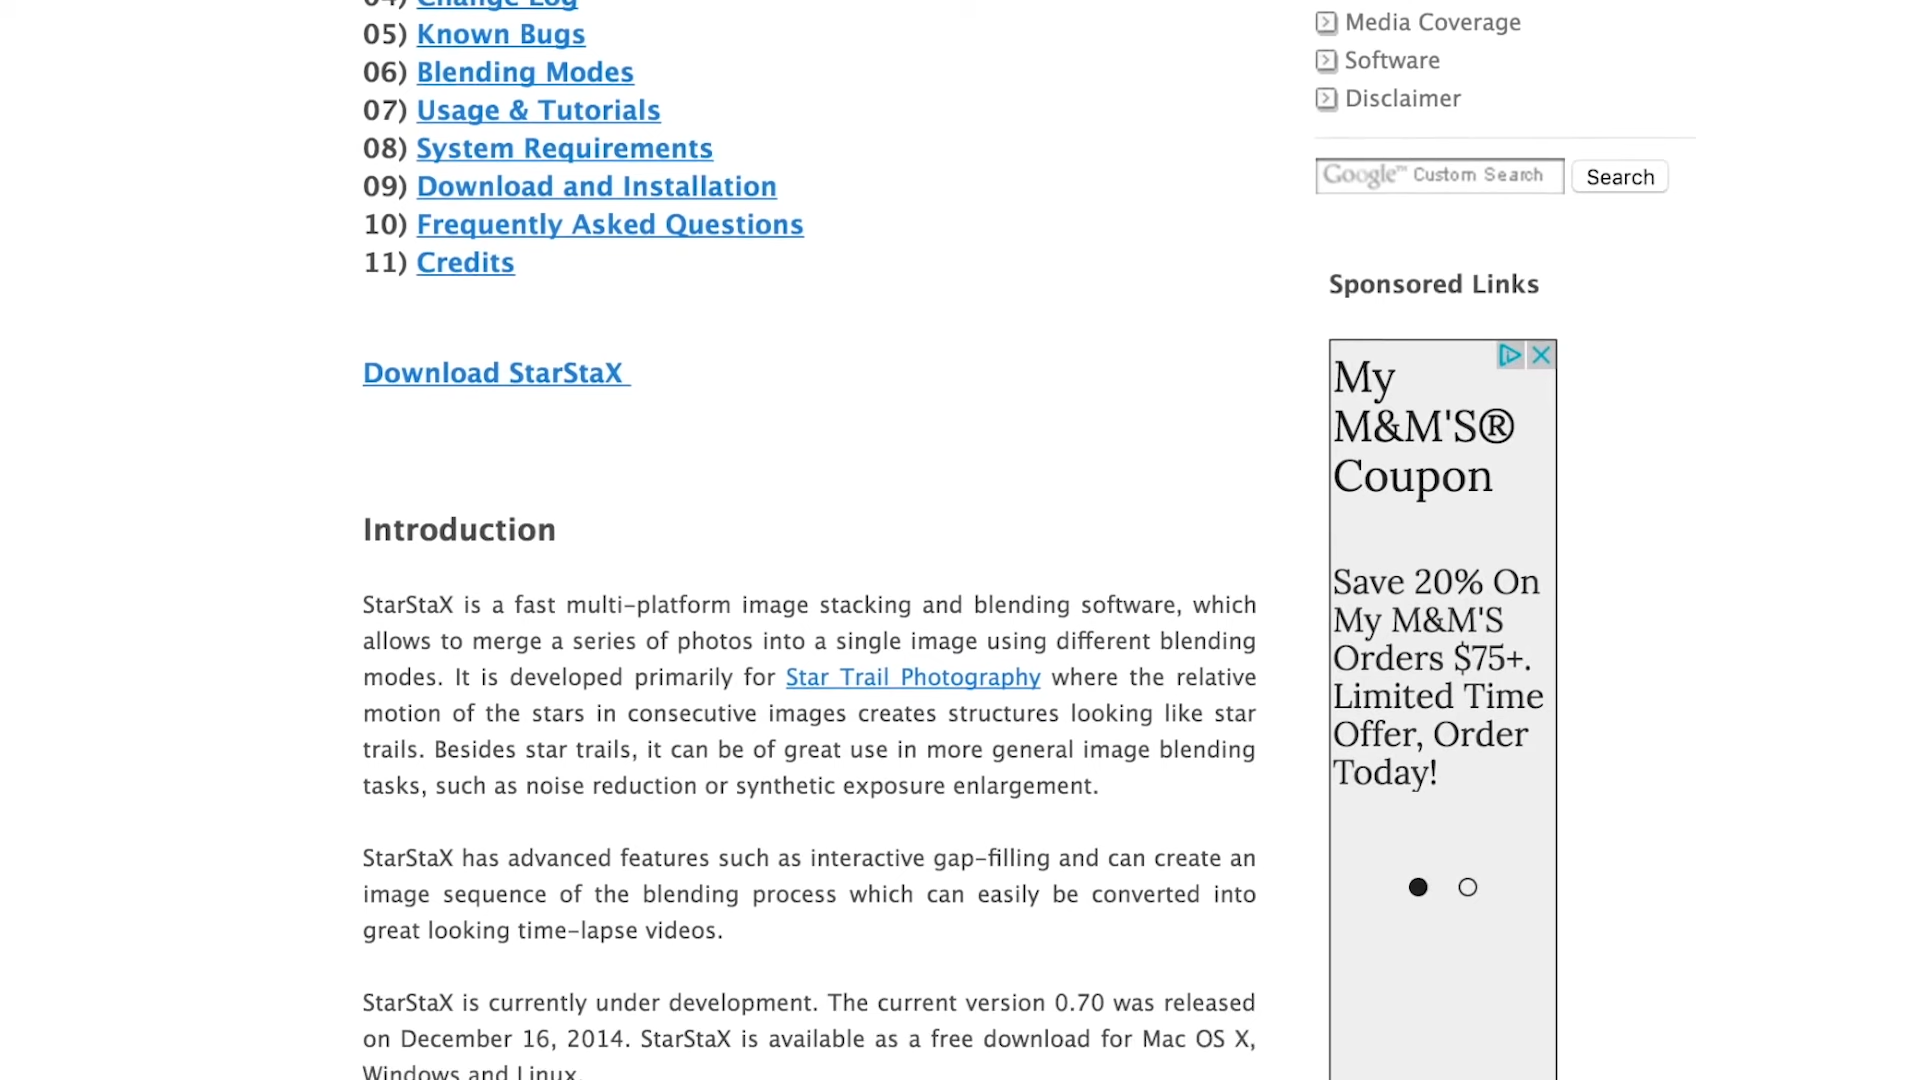 04) Change Log
05) Known Bugs
06) Blending Modes
07) Usage & Tutorials
08) System Requirements
09) Download and Installation
10) Frequently Asked Questions
11) Credits
Download StarStaX
Introduction
StarStaX is a fast multi-platform image stacking and blending software, which
allows to merge a series of photos into a single image using different blending
modes. It is developed primarily for Star Trail Photography where the relative
motion of the stars in consecutive images creates structures looking like star
trails. Besides star trails, it can be of great use in more general image blending
tasks, such as noise reduction or synthetic exposure enlargement.
StarStaX has advanced features such as interactive gap-filling and can create an
image sequence of the blending process which can easily be converted into
great looking time-lapse videos.
StarStaX is currently under development. The current version 0.70 was released
on December 16, 2014. StarStaX is available as a free download for Mac OS X,
Windows and Linux.
Media Coverage
Software
Disclaimer
Google™ Custom Search
Search
Sponsored Links
My
M&M'S®
Coupon
Save 20% On
My M&M'S
Orders $75+.
Limited Time
Offer, Order
Today!